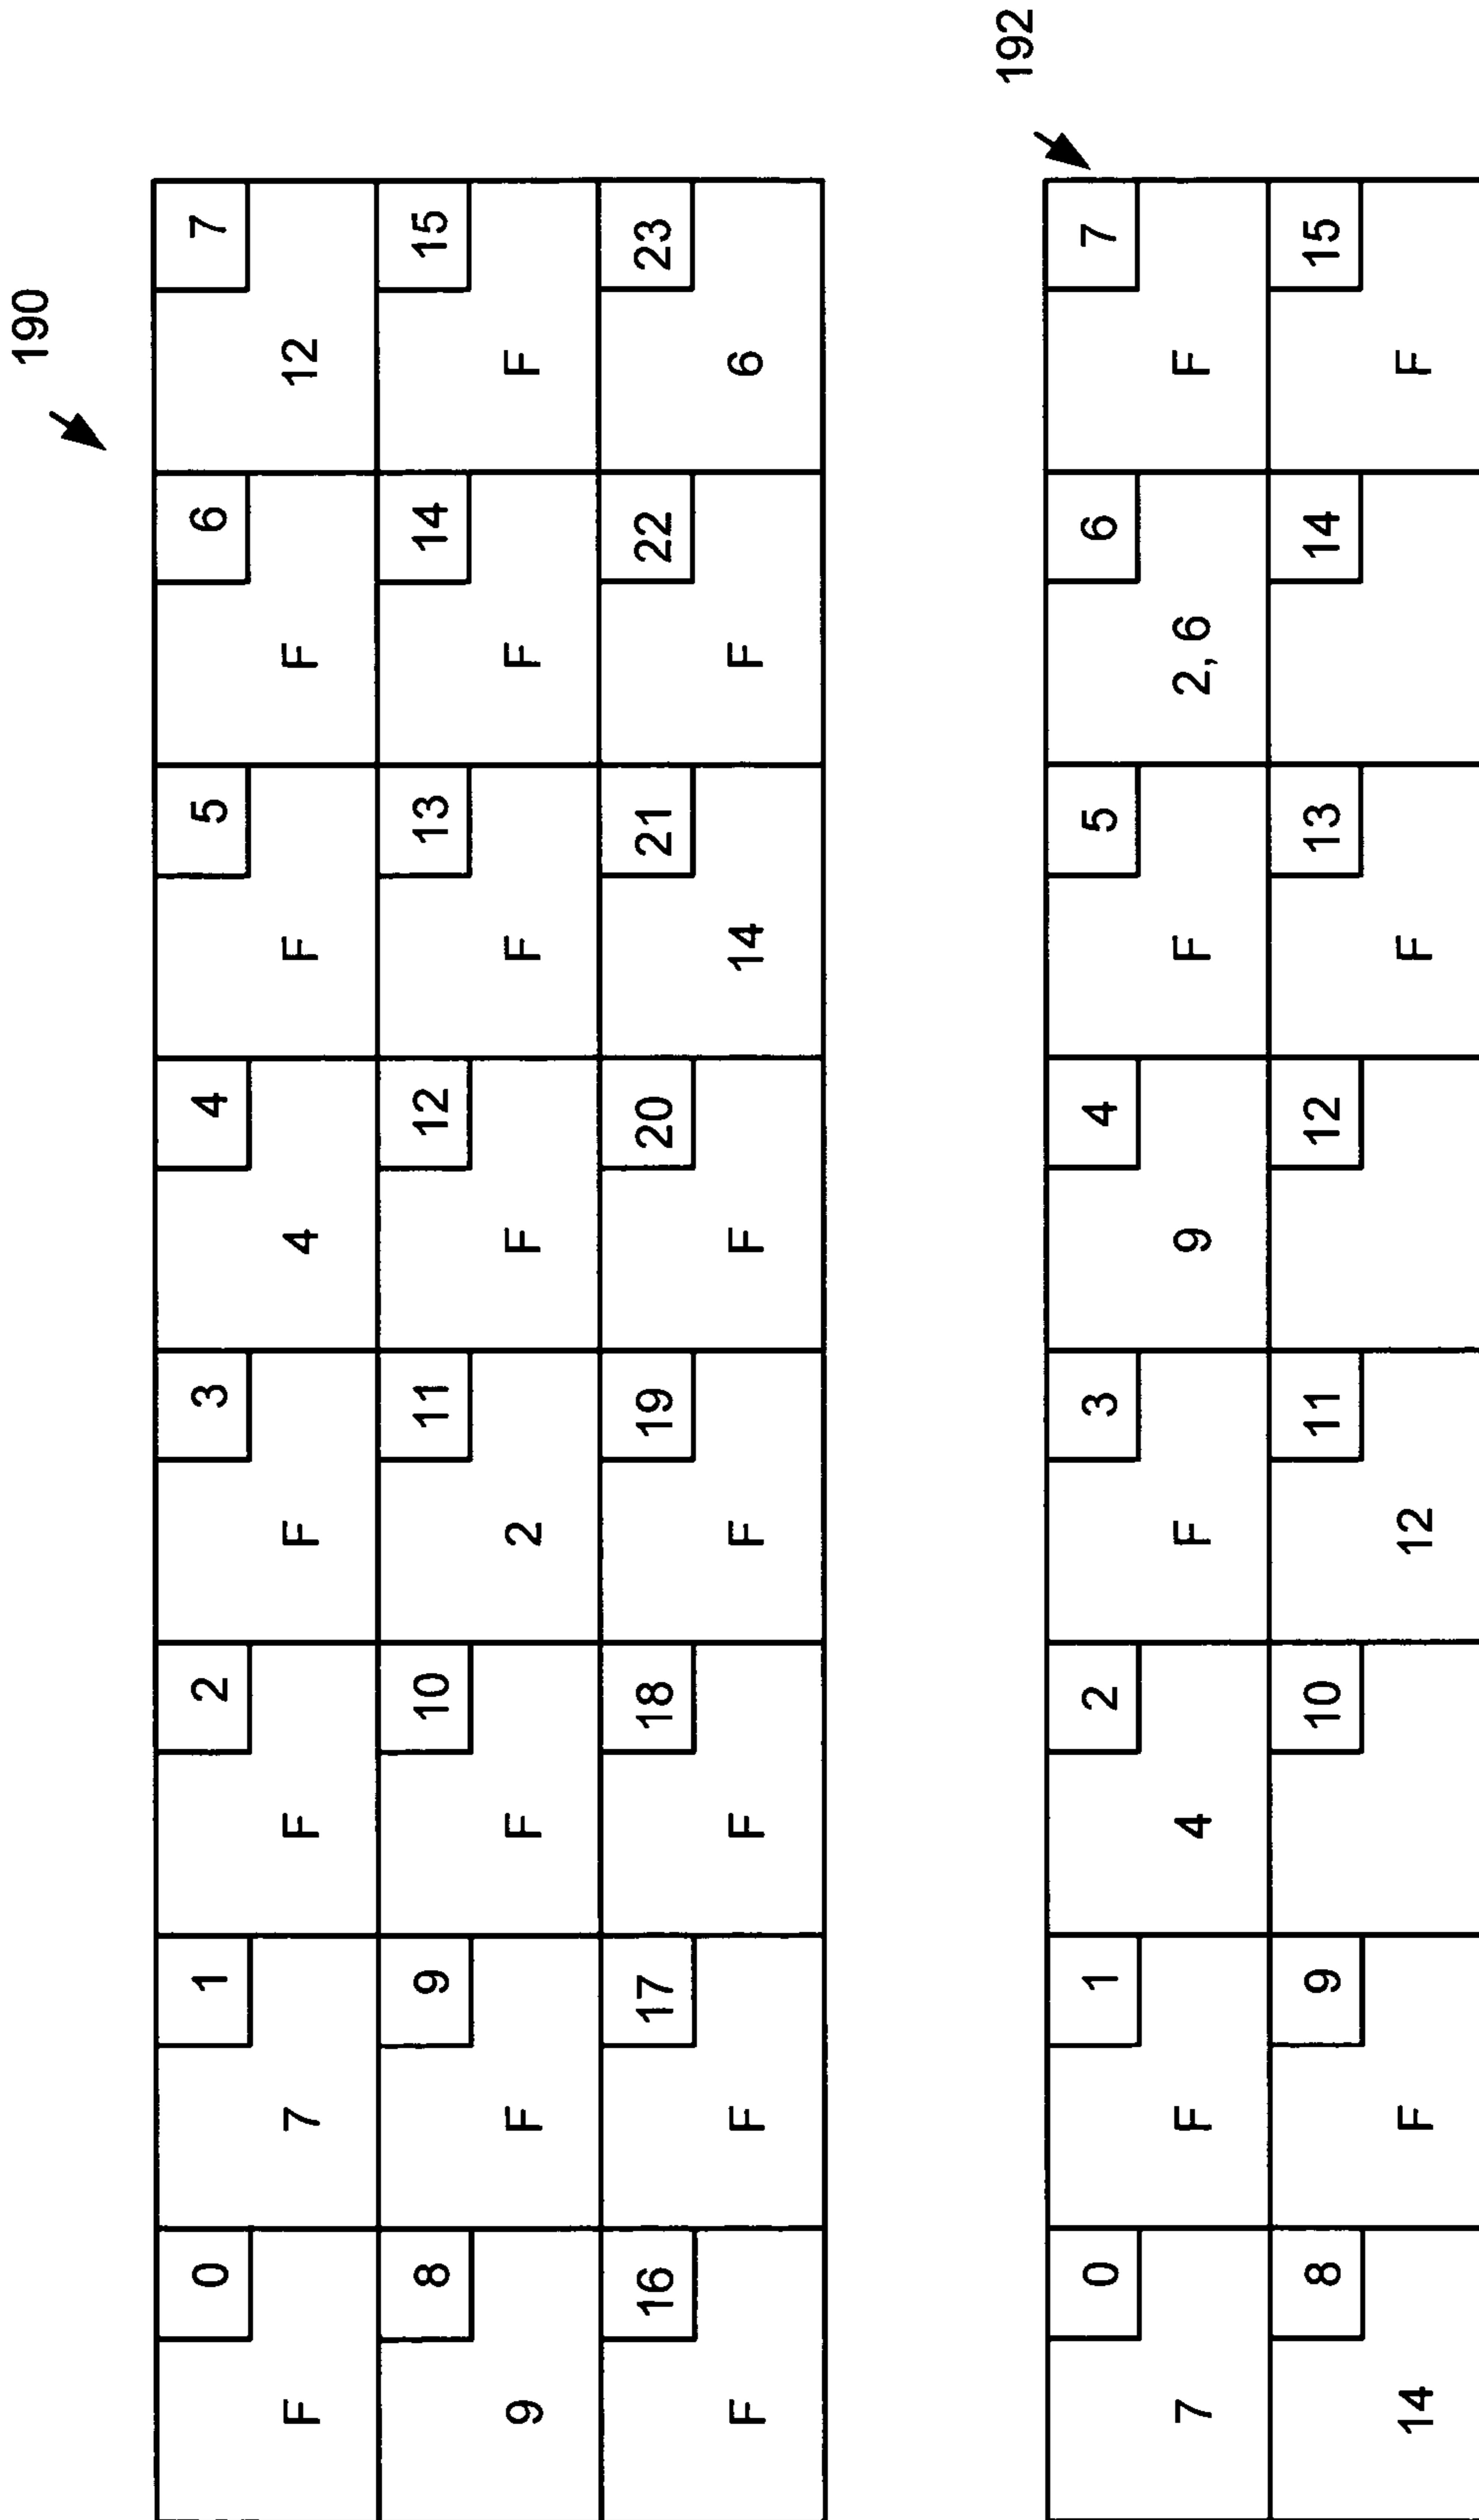 190
0 1 2 3 4 5 6 7
F 7 F F 4 F F 12
8 9 10 11 12 13 14 15
9 F F 2 F F F F
16 17 18 19 20 21 22 23
F F F F F 14 F 6
192
0 1 2 3 4 5 6 7
7 F 4 F 9 F 2, 6 F
8 9 10 11 12 13 14 15
14 F 12 F F